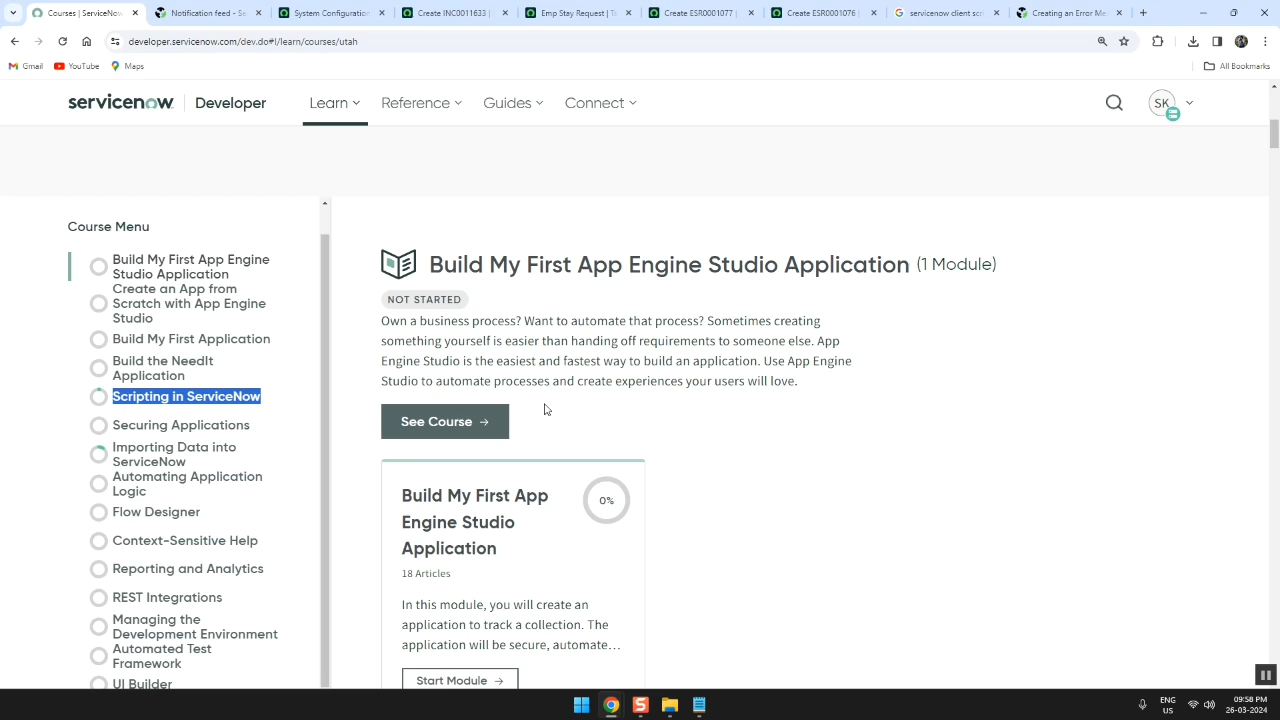 Courses | ServiceNow
Notification feed - Se
System Configuration
Create INC0011633 |
Emp Stay Request | Ta
Create ESR0001077 |
Create ESR0001076 |
servicenow client scri
Creating an Error Me
developer.servicenow.com/dev.do#!/learn/courses/utah
Gmail
YouTube
Maps
All Bookmarks
servicenow
Developer
Learn
Reference
Guides
Connect
SK
Course Menu
Build My First App Engine
Studio Application
Create an App from
Scratch with App Engine
Studio
Build My First Application
Build the NeedIt
Application
Scripting in ServiceNow
Securing Applications
Importing Data into
ServiceNow
Automating Application
Logic
Flow Designer
Context-Sensitive Help
Reporting and Analytics
REST Integrations
Managing the
Development Environment
Automated Test
Framework
UI Builder
Build My First App Engine Studio Application (1 Module)
NOT STARTED
Own a business process? Want to automate that process? Sometimes creating
something yourself is easier than handing off requirements to someone else. App
Engine Studio is the easiest and fastest way to build an application. Use App Engine
Studio to automate processes and create experiences your users will love.
See Course →
Build My First App
Engine Studio
Application
0%
18 Articles
In this module, you will create an
application to track a collection. The
application will be secure, automate…
Start Module →
ENG
US
09:58 PM
26-03-2024